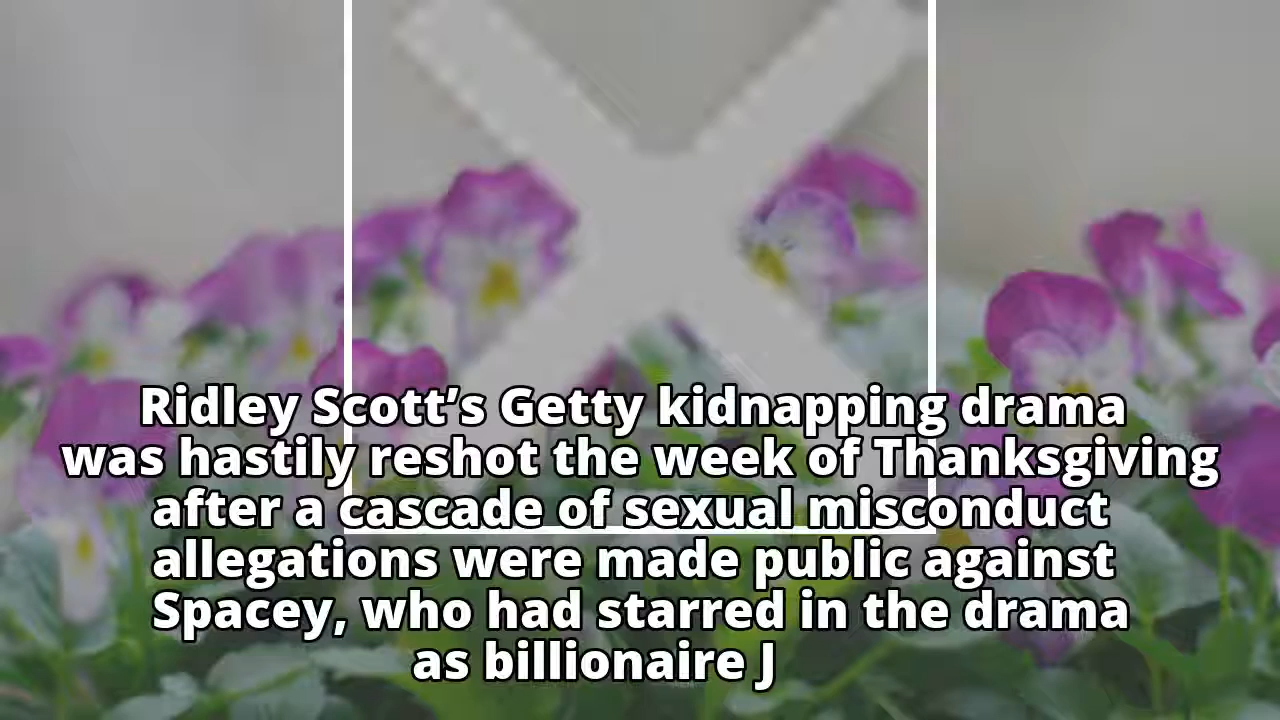 Ridley Scott’s Getty kidnapping drama
was hastily reshot the week of Thanksgiving
after a cascade of sexual misconduct
allegations were made public against
Spacey, who had starred in the drama
as billionaire J